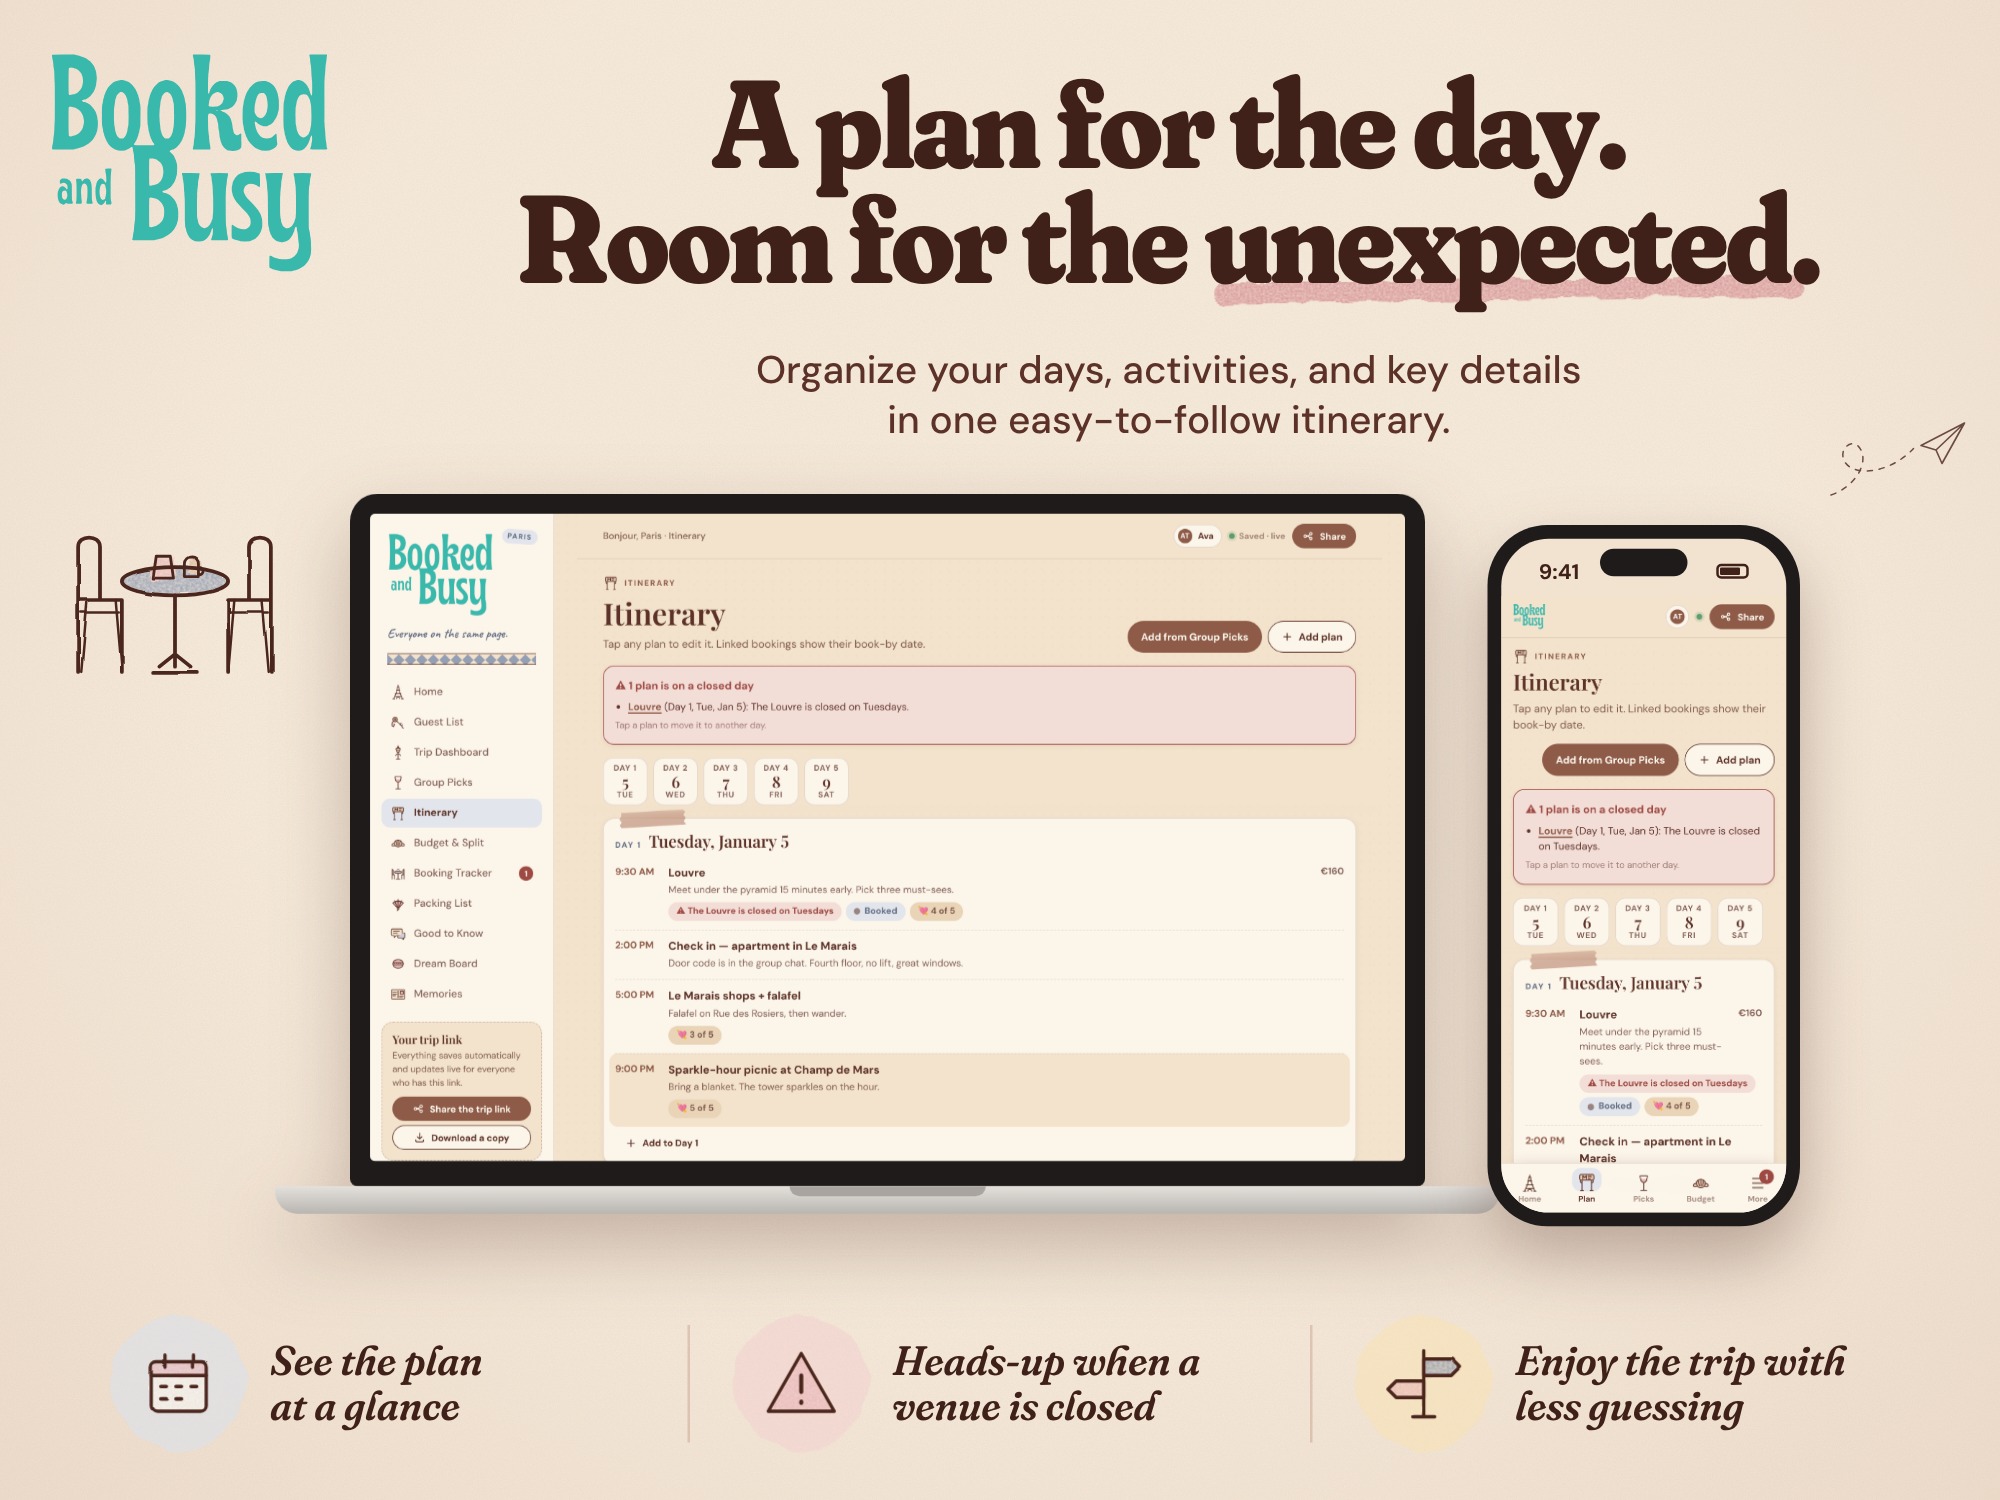 Booked
and Busy
A plan for the day.
Room for the unexpected.
Organize your days, activities, and key details
in one easy-to-follow itinerary.
Booked
and Busy
PARIS
Everyone on the same page.
Home
Guest List
Trip Dashboard
Group Picks
Itinerary
Budget & Split
Booking Tracker 1
Packing List
Good to Know
Dream Board
Memories
Your trip link
Everything saves automatically
and updates live for everyone
who has this link.
Share the trip link
Download a copy
Bonjour, Paris · Itinerary
AT Ava Saved · live Share
ITINERARY
Itinerary
Tap any plan to edit it. Linked bookings show their book-by date.
Add from Group Picks + Add plan
1 plan is on a closed day
• Louvre (Day 1, Tue, Jan 5): The Louvre is closed on Tuesdays.
Tap a plan to move it to another day.
DAY 1 DAY 2 DAY 3 DAY 4 DAY 5
5 6 7 8 9
TUE WED THU FRI SAT
DAY 1 Tuesday, January 5
9:30 AM Louvre €160
Meet under the pyramid 15 minutes early. Pick three must-sees.
The Louvre is closed on Tuesdays Booked 4 of 5
2:00 PM Check in — apartment in Le Marais
Door code is in the group chat. Fourth floor, no lift, great windows.
5:00 PM Le Marais shops + falafel
Falafel on Rue des Rosiers, then wander.
3 of 5
9:00 PM Sparkle-hour picnic at Champ de Mars
Bring a blanket. The tower sparkles on the hour.
5 of 5
+ Add to Day 1
9:41
Booked
and Busy
AT Share
ITINERARY
Itinerary
Tap any plan to edit it. Linked bookings show their
book-by date.
Add from Group Picks + Add plan
1 plan is on a closed day
• Louvre (Day 1, Tue, Jan 5): The Louvre is closed
on Tuesdays.
Tap a plan to move it to another day.
DAY 1 DAY 2 DAY 3 DAY 4 DAY 5
5 6 7 8 9
TUE WED THU FRI SAT
DAY 1 Tuesday, January 5
9:30 AM Louvre €160
Meet under the pyramid 15
minutes early. Pick three must-
sees.
The Louvre is closed on Tuesdays
Booked 4 of 5
2:00 PM Check in — apartment in Le
Marais
1
Home Plan Picks Budget More
See the plan
at a glance
Heads-up when a
venue is closed
Enjoy the trip with
less guessing